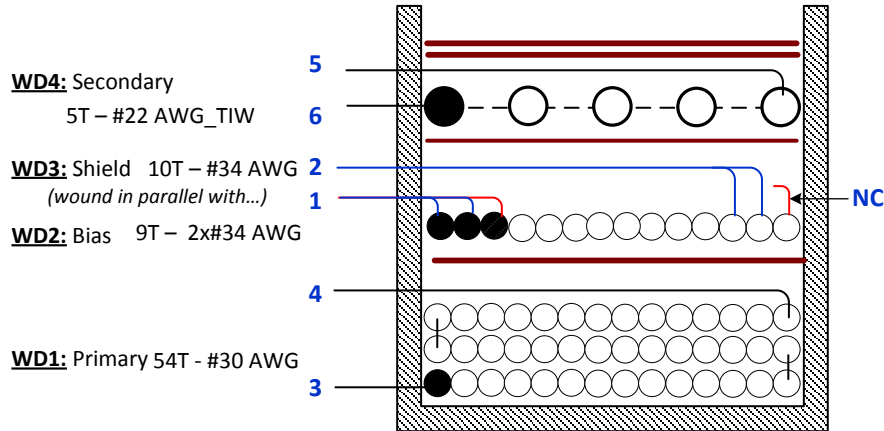 5
WD4: Secondary
5T – #22 AWG_TIW
6
WD3: Shield 10T – #34 AWG
2
(wound in parallel with…)
1
NC
WD2: Bias 9T – 2x#34 AWG
4
WD1: Primary 54T - #30 AWG
3